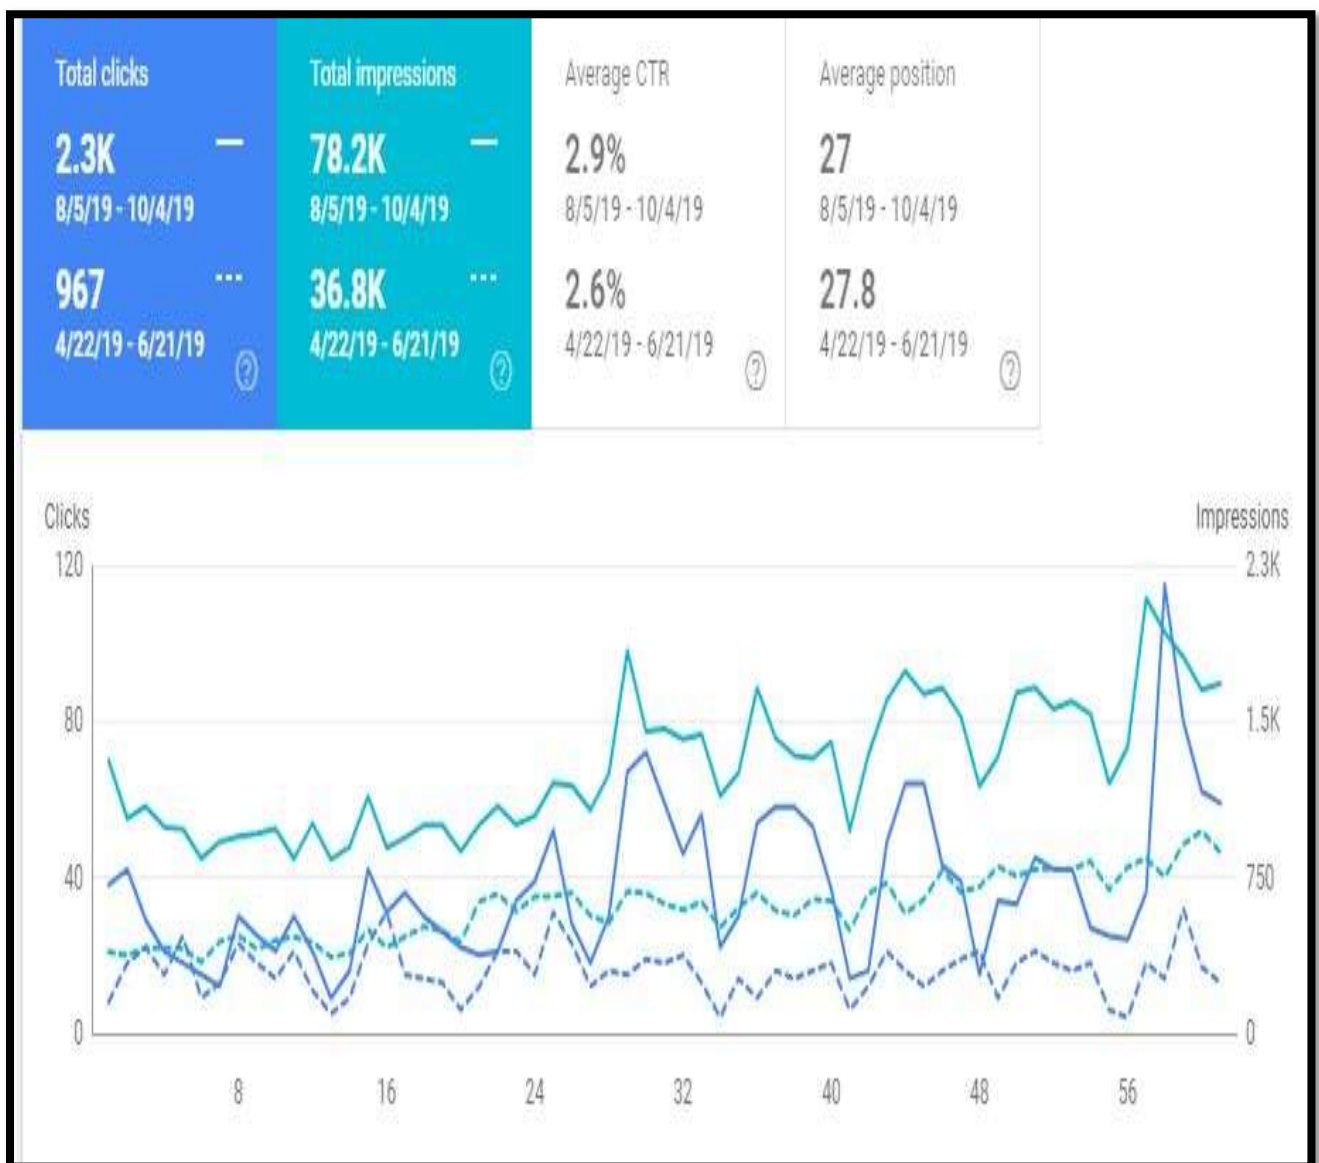 Total clicks
2.3K
8/5/19 - 10/4/19
967
4/22/19 - 6/21/19
Total impressions
78.2K
8/5/19 - 10/4/19
36.8K
4/22/19 - 6/21/19
Average CTR
2.9%
8/5/19 - 10/4/19
2.6%
4/22/19 - 6/21/19
Average position
27
8/5/19 - 10/4/19
27.8
4/22/19 - 6/21/19
Clicks
Impressions
120
2.3K
80
1.5K
40
750
0
0
8 16 24 32 40 48 56